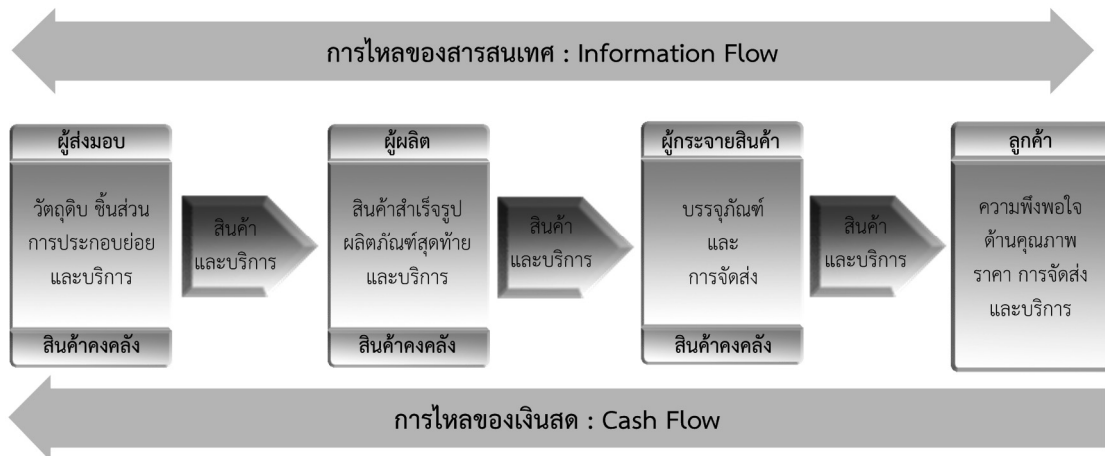 การไหลของสารสนเทศ : Information Flow
ผู้ส่งมอบ
วัตถุดิบ ชิ้นส่วน
การประกอบย่อย
และบริการ
สินค้าคงคลัง
สินค้า
และบริการ
ผู้ผลิต
สินค้าสำเร็จรูป
ผลิตภัณฑ์สุดท้าย
และบริการ
สินค้าคงคลัง
สินค้า
และบริการ
ผู้กระจายสินค้า
บรรจุภัณฑ์
และ
การจัดส่ง
สินค้าคงคลัง
สินค้า
และบริการ
ลูกค้า
ความพึงพอใจ
ด้านคุณภาพ
ราคา การจัดส่ง
และบริการ
การไหลของเงินสด : Cash Flow